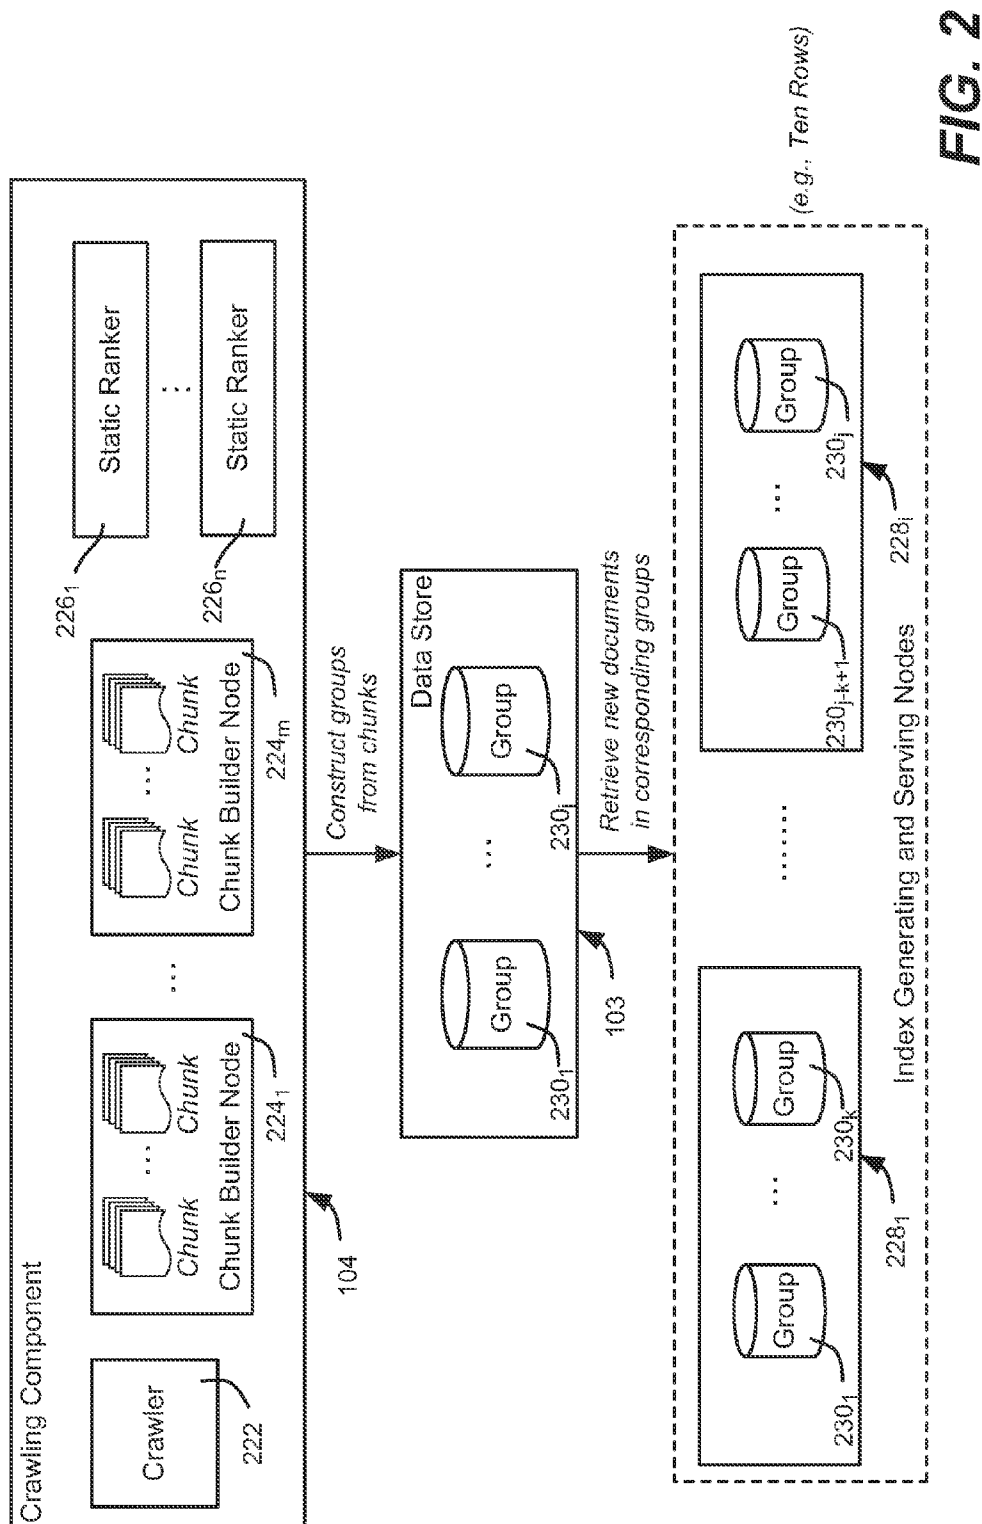 Crawling Component
Crawler
222
Chunk
...
Chunk
Chunk Builder Node
224₁
...
Chunk
...
Chunk
Chunk Builder Node
224ₘ
226₁
Static Ranker
...
226ₙ
Static Ranker
104
Construct groups
from chunks
Data Store
Group
...
Group
230₁
230ⱼ
103
Retrieve new documents
in corresponding groups
Group
...
Group
230₁
230ₖ
228₁
.......
Group
...
Group
230ⱼ₋ₖ₊₁
230ⱼ
228ᵢ
Index Generating and Serving Nodes
(e.g., Ten Rows)
FIG. 2